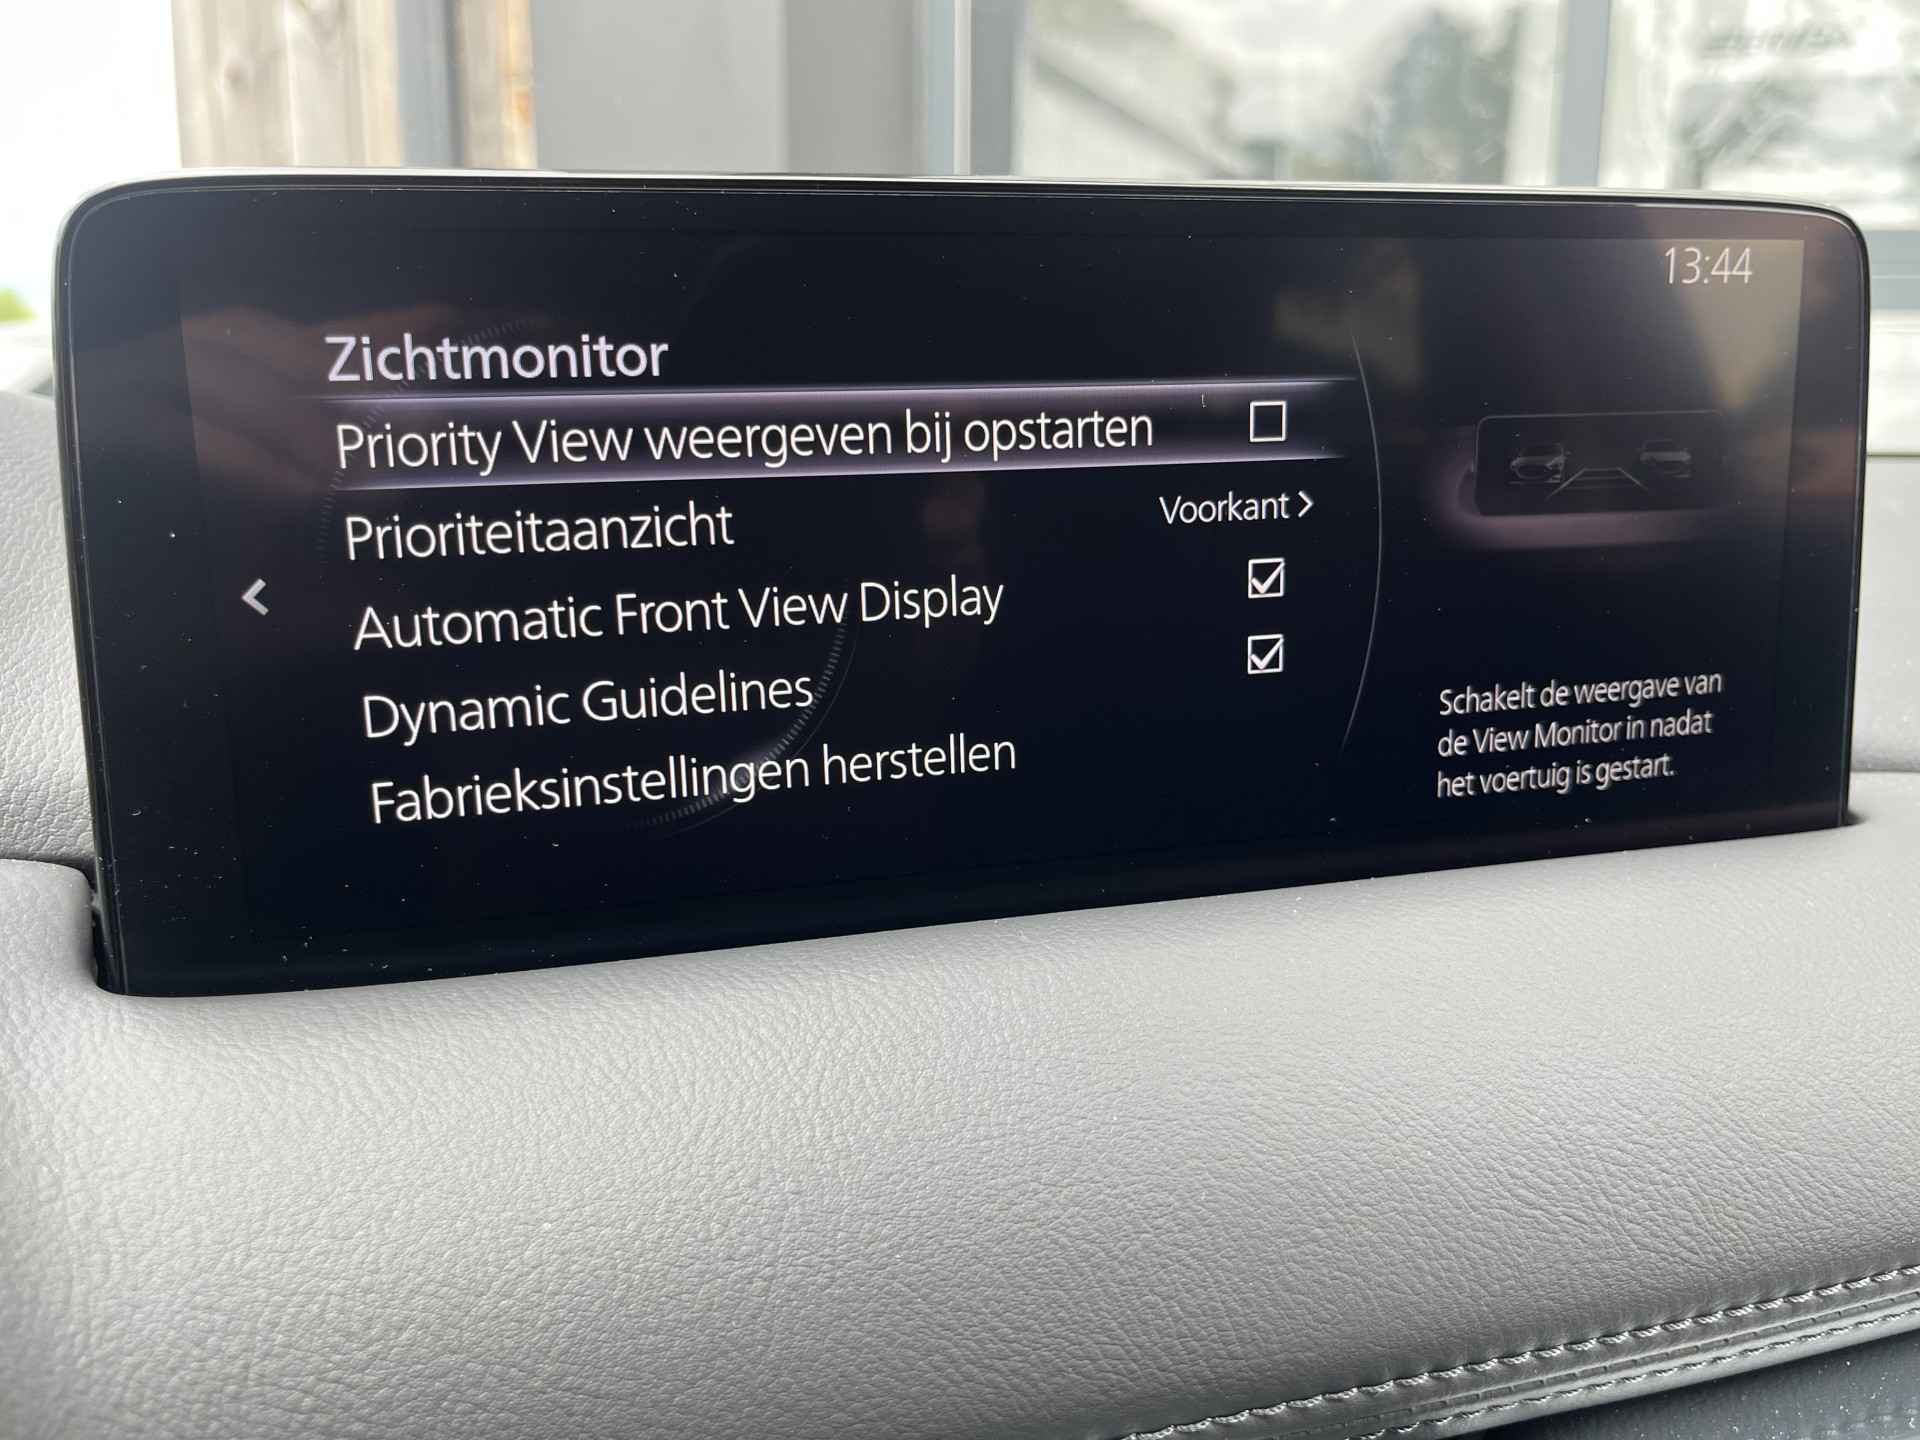 13:44
Zichtmonitor
Priority View weergeven bij opstarten
Prioriteitaanzicht Voorkant >
Automatic Front View Display
Dynamic Guidelines
Fabrieksinstellingen herstellen
Schakelt de weergave van
de View Monitor in nadat
het voertuig is gestart.